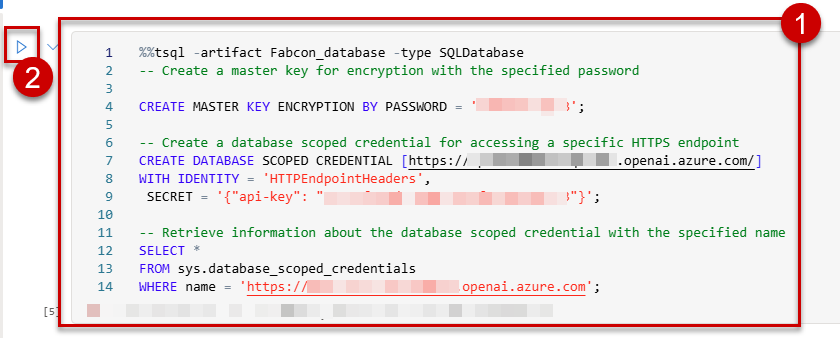 1
2
1 %%tsql -artifact Fabcon_database -type SQLDatabase
2 -- Create a master key for encryption with the specified password
3
4 CREATE MASTER KEY ENCRYPTION BY PASSWORD = ' ';
5
6 -- Create a database scoped credential for accessing a specific HTTPS endpoint
7 CREATE DATABASE SCOPED CREDENTIAL [https:// .openai.azure.com/]
8 WITH IDENTITY = 'HTTPEndpointHeaders',
9 SECRET = '{"api-key": " "}';
10
11 -- Retrieve information about the database scoped credential with the specified name
12 SELECT *
13 FROM sys.database_scoped_credentials
14 WHERE name = 'https:// .openai.azure.com';
[5]